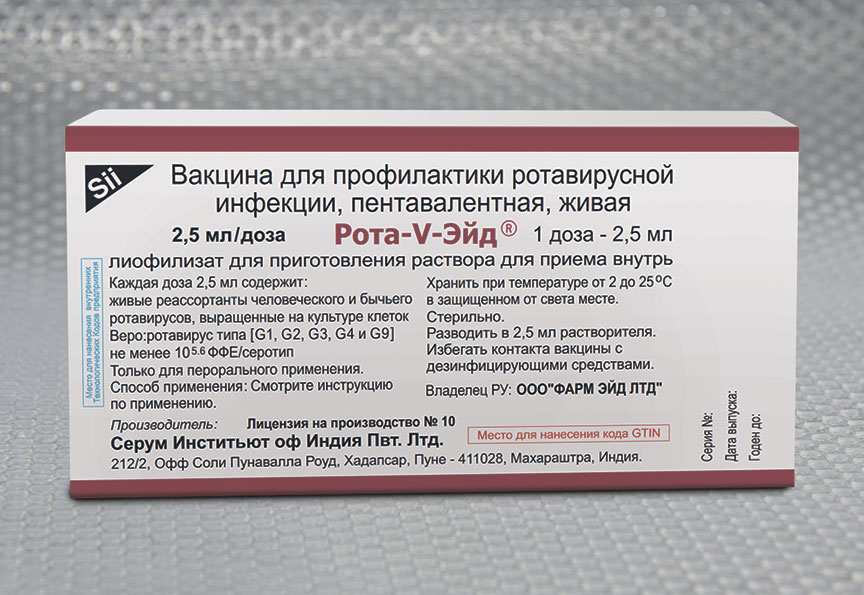 Sii
Вакцина для профилактики ротавирусной
инфекции, пентавалентная, живая
2,5 мл/доза Рота-V-Эйд® 1 доза - 2,5 мл
лиофилизат для приготовления раствора для приема внутрь
Место для нанесения внутренних
Технологических Кодов предприятия
Каждая доза 2,5 мл содержит:
живые реассортанты человеческого и бычьего
ротавирусов, выращенные на культуре клеток
Веро:ротавирус типа [G1, G2, G3, G4 и G9]
не менее 10⁵·⁶ ФФЕ/серотип
Только для перорального применения.
Способ применения: Смотрите инструкцию
по применению.
Хранить при температуре от 2 до 25ºC
в защищенном от света месте.
Стерильно.
Разводить в 2,5 мл растворителя.
Избегать контакта вакцины с
дезинфицирующими средствами.
Владелец РУ: ООО"ФАРМ ЭЙД ЛТД"
Производитель: Лицензия на производство № 10
Серум Инститьют оф Индия Пвт. Лтд.
Место для нанесения кода GTIN
212/2, Офф Соли Пунавалла Роуд, Хадапсар, Пуне - 411028, Махараштра, Индия.
Серия №:
Дата выпуска:
Годен до: